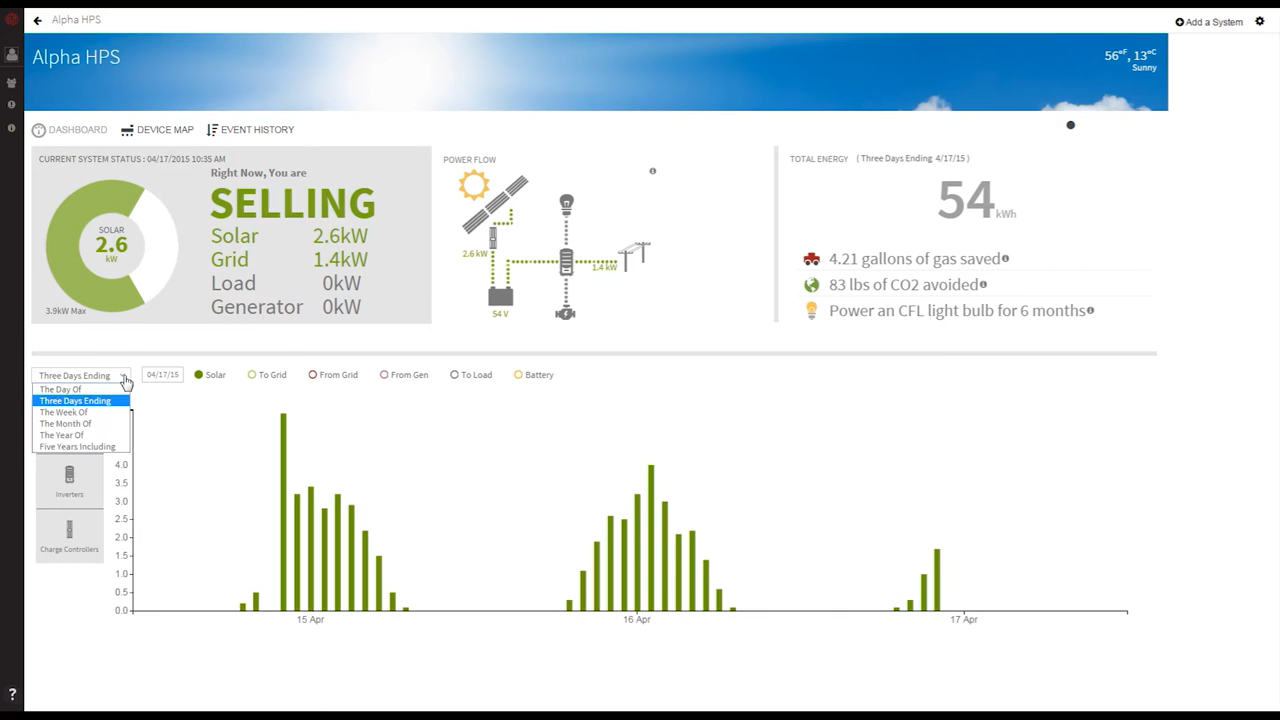 Alpha HPS
Add a System
Alpha HPS
56°F, 13°C
Sunny
DASHBOARD
DEVICE MAP
EVENT HISTORY
CURRENT SYSTEM STATUS : 04/17/2015 10:35 AM
Right Now, You are
SELLING
Solar 2.6kW
Grid 1.4kW
Load 0kW
Generator 0kW
SOLAR
2.6
kW
3.9kW Max
POWER FLOW
2.6 kW
1.4 kW
54 V
TOTAL ENERGY ( Three Days Ending 4/17/15 )
54 kWh
4.21 gallons of gas saved
83 lbs of CO2 avoided
Power an CFL light bulb for 6 months
Three Days Ending
04/17/15
Solar
To Grid
From Grid
From Gen
To Load
Battery
The Day Of
Three Days Ending
The Week Of
The Month Of
The Year Of
Five Years Including
Inverters
Charge Controllers
4.0
3.5
3.0
2.5
2.0
1.5
1.0
0.5
0.0
15 Apr
16 Apr
17 Apr
?